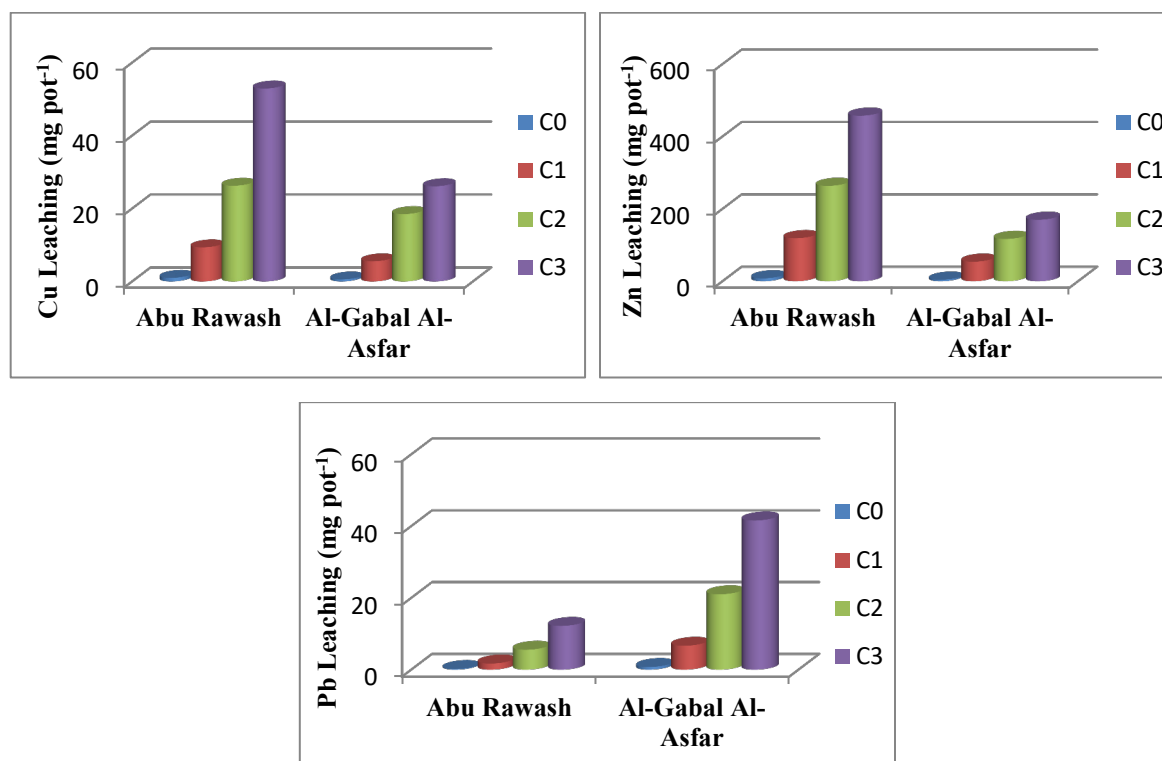 Cu Leaching (mg pot⁻¹)
60
40
20
0
Abu Rawash
Al-Gabal Al-
Asfar
C0
C1
C2
C3
Zn Leaching (mg pot⁻¹)
600
400
200
0
Abu Rawash
Al-Gabal Al-
Asfar
C0
C1
C2
C3
Pb Leaching (mg pot⁻¹)
60
40
20
0
Abu Rawash
Al-Gabal Al-
Asfar
C0
C1
C2
C3